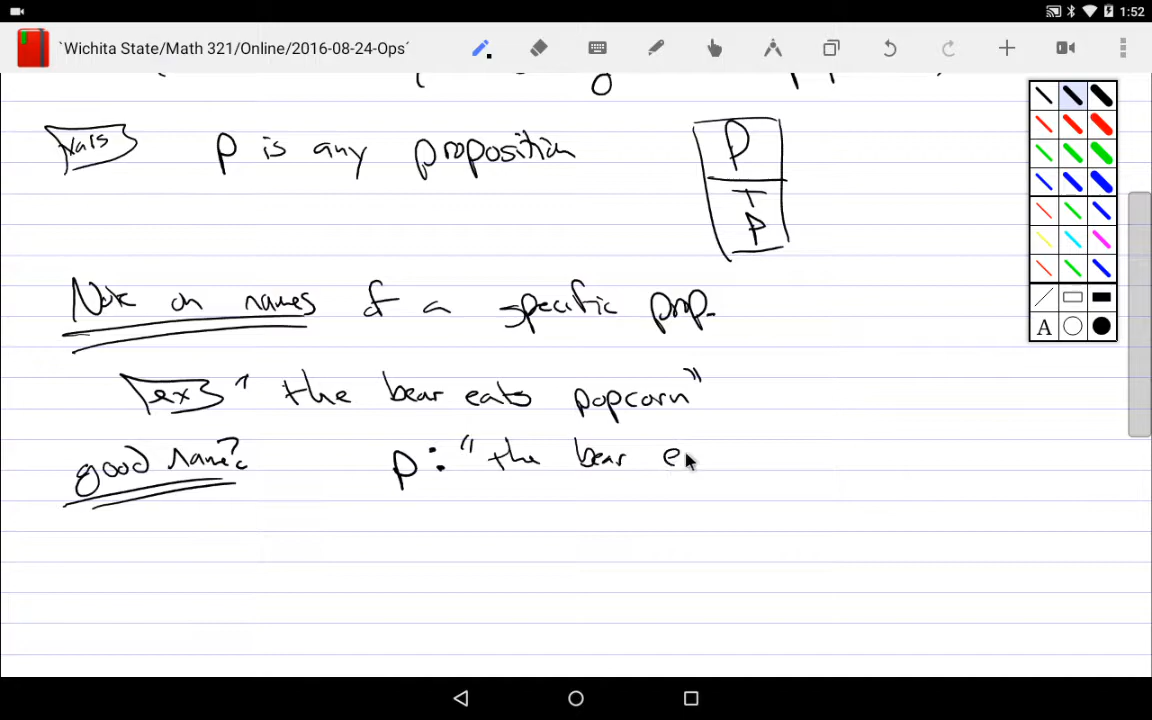 1:52
`Wichita State/Math 321/Online/2016-08-24-Ops´
vars p is any proposition P
T
Note on names of a specific prop.
ex "the bear eats popcorn"
good name? p: "the bear e
A